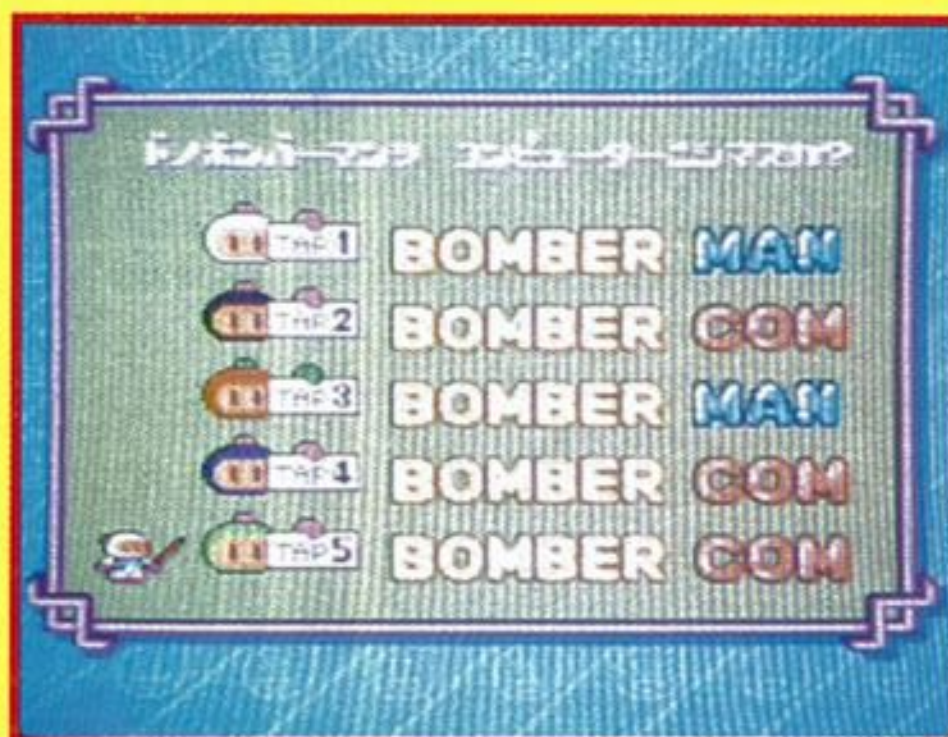 ドノボンバーマンヲ コンピューターニシマスカ?
TAP1 BOMBER MAN
TAP2 BOMBER COM
TAP3 BOMBER MAN
TAP4 BOMBER COM
TAP5 BOMBER COM